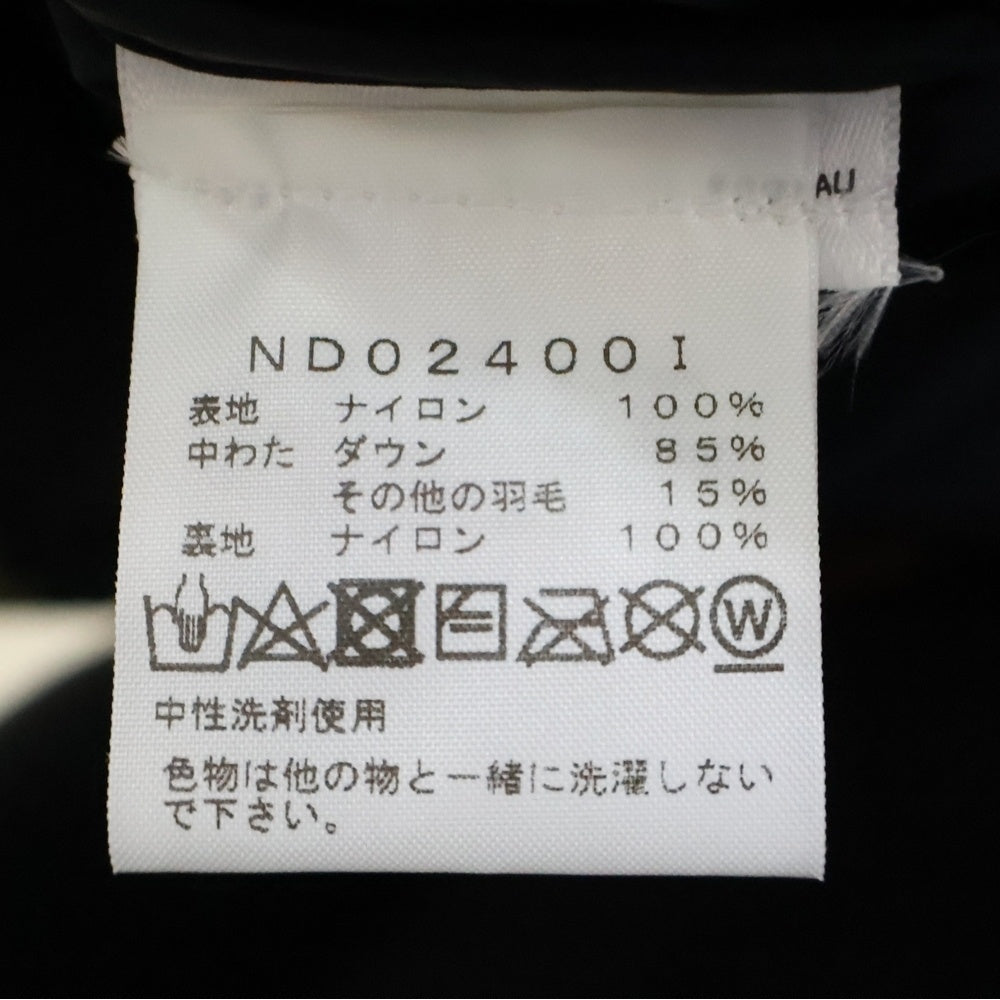 ALI
ND02400I
表地 ナイロン 100%
中わた ダウン 85%
その他の羽毛 15%
裏地 ナイロン 100%
W
中性洗剤使用
色物は他の物と一緒に洗濯しない
で下さい。